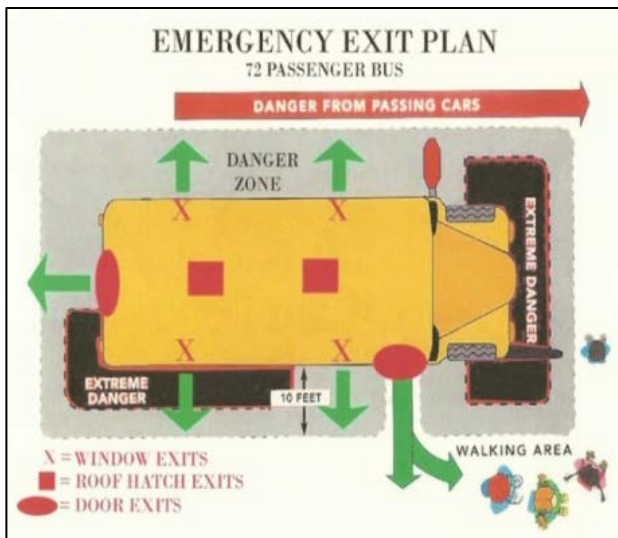 EMERGENCY EXIT PLAN
72 PASSENGER BUS
DANGER FROM PASSING CARS
DANGER
ZONE
X
X
EXTREME DANGER
X
X
EXTREME
DANGER
10 FEET
WALKING AREA
X = WINDOW EXITS
= ROOF HATCH EXITS
= DOOR EXITS